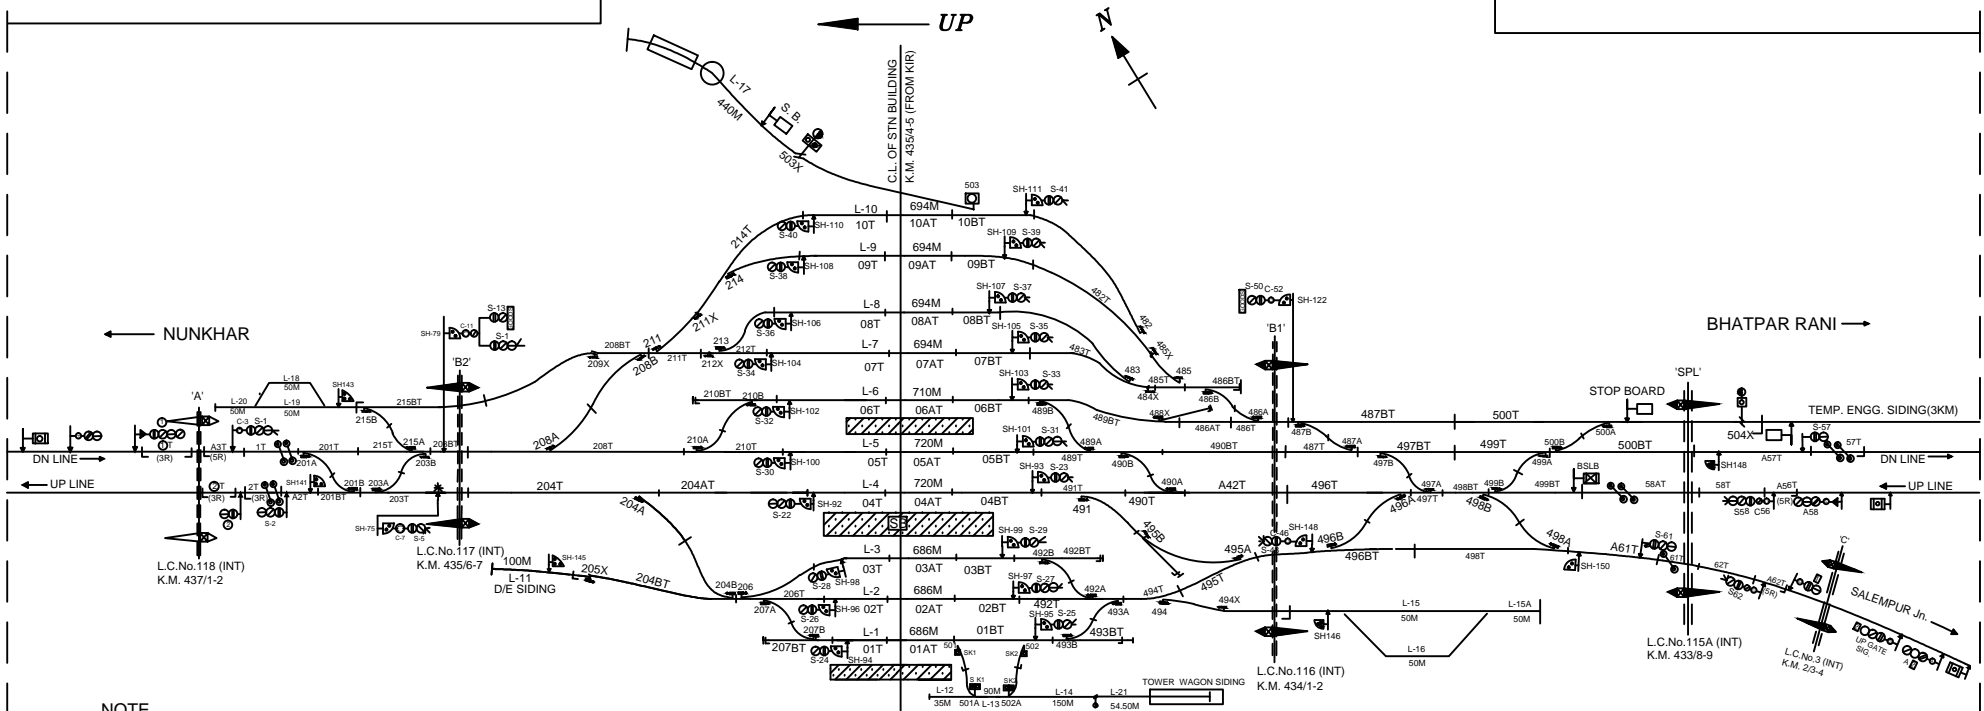 UP
N
C.L. OF STN BUILDING
K.M. 435/4-5 (FROM KIR)
L-17
440M
S. B.
503X
503
SH-111 S-41
L-10 694M
10T 10AT 10BT
S-40 SH-110
214T
SH-109 S-39
L-9 694M
09T 09AT 09BT
S-38 SH-108
214
482T
482
SH-107 S-37
L-8 694M
08T 08AT 08BT
S-36 SH-106
211X
SH-105 S-35
485X
L-7 694M
07T 07AT 07BT
S-34 SH-104
211 213
208BT 211T 212T
209X 208B 212X
483T 483 485T 485
484X
SH-103 S-33
L-6 710M
06T 06AT 06BT
210BT 210B
S-32 SH-102
489B
489BT
488X
486B 486BT
486AT 486T 486A
SH-101 S-31
L-5 720M
05T 05AT 05BT
S-30 SH-100
208A 208T 210A 210T
489A 489T 490B 490BT
SH-93 S-23
L-4 720M
04T 04AT 04BT
S-22 SH-92
204T 204AT
204A
491T 491 490T 490A
A42T 496T
SB
SH-99 S-29
L-3 686M
03T 03AT 03BT
S-28 SH-98
492B 492BT
495B 495A 495T
SH-97 S-27
L-2 686M
02T 02AT 02BT
S-26 SH-96
204B 206
206T
207A
492T 492A 493A
494T 494 494X
SH-95 S-25
L-1 686M
01T 01AT 01BT
S-24 SH-94
207B
207BT
493B 493BT
502
SK1 SK2
S K1 90M SK2
L-12 L-14 L-21
35M 501A L-13 502A 150M 54.50M
TOWER WAGON SIDING
NUNKHAR
'A'
'B2'
SH-79 C-11 S-13
S-1
L-18
50M
L-20 L-19
50M 50M
SH143
215BT
215B
C-3 S-1
(3R)
A3T
(5R)
1T
201T 215T 215A
201A 203B
DN LINE
UP LINE
2T
(3R)
2T
(3R)
A2T
S-2
SH141
201BT
201B 203A
203T
SH-75
C-7 S-5
L.C.No.118 (INT)
K.M. 437/1-2
L.C.No.117 (INT)
K.M. 435/6-7
100M
L-11
D/E SIDING
SH-145
205X
204BT
S-50 C-52
SH-122
'B1'
487BT 500T
487B
487T
487A
497BT 499T
497B
500A
500B
499A
500BT
497A
497T
498BT
499B
499BT
496A
498B
498A
C-46 SH-148
496B
496BT
498T
SH-150
A61T
S-61
61T
62T
S62
A62T
(5R)
BSLB
58AT
58T
S58 C56
A56T
(5R)
A58
SH148
STOP BOARD
'SPL'
BHATPAR RANI
TEMP. ENGG. SIDING(3KM)
504X
S-57
57T
A57T
DN LINE
UP LINE
SH146
L-15 L-15A
50M 50M
L-16
50M
L.C.No.116 (INT)
K.M. 434/1-2
L.C.No.115A (INT)
K.M. 433/8-9
'C'
SALEMPUR Jn.
L.C.No.3 (INT)
K.M. 2/3-4
UP GATE
SIG.
A
NOTE